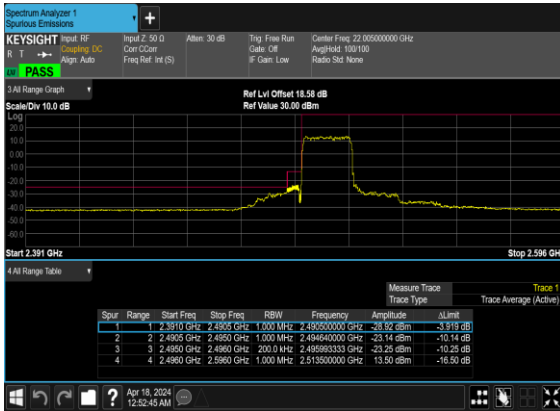 Spectrum Analyzer 1
Spurious Emissions
KEYSIGHT
R T
LXI
PASS
Input: RF
Coupling: DC
Align: Auto
Input Z: 50 Ω
Corr CCorr
Freq Ref: Int (S)
Atten: 30 dB
Trig: Free Run
Gate: Off
IF Gain: Low
Center Freq: 22.005000000 GHz
Avg|Hold: 100/100
Radio Std: None
3 All Range Graph
Scale/Div 10.0 dB
Ref Lvl Offset 18.58 dB
Ref Value 30.00 dBm
Log
20.0
10.0
0.00
-10.0
-20.0
-30.0
-40.0
-50.0
-60.0
Start 2.391 GHz
Stop 2.596 GH
4 All Range Table
Measure Trace Trace 1
Trace Type Trace Average (Active)
Spur Range Start Freq Stop Freq RBW Frequency Amplitude ΔLimit
1 1 2.3910 GHz 2.4905 GHz 1.000 MHz 2.490500000 GHz -28.92 dBm -3.919 dB
2 2 2.4905 GHz 2.4950 GHz 1.000 MHz 2.494640000 GHz -23.14 dBm -10.14 dB
3 3 2.4950 GHz 2.4960 GHz 200.0 kHz 2.495993333 GHz -23.25 dBm -10.25 dB
4 4 2.4960 GHz 2.5960 GHz 1.000 MHz 2.513500000 GHz 13.50 dBm -16.50 dB
Apr 18, 2024
12:52:45 AM